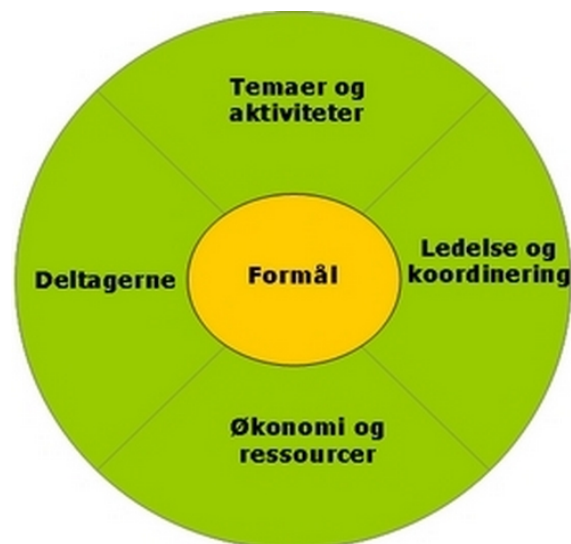 Temaer og
aktiviteter
Ledelse og
koordinering
Deltagerne
Formål
Økonomi og
ressourcer